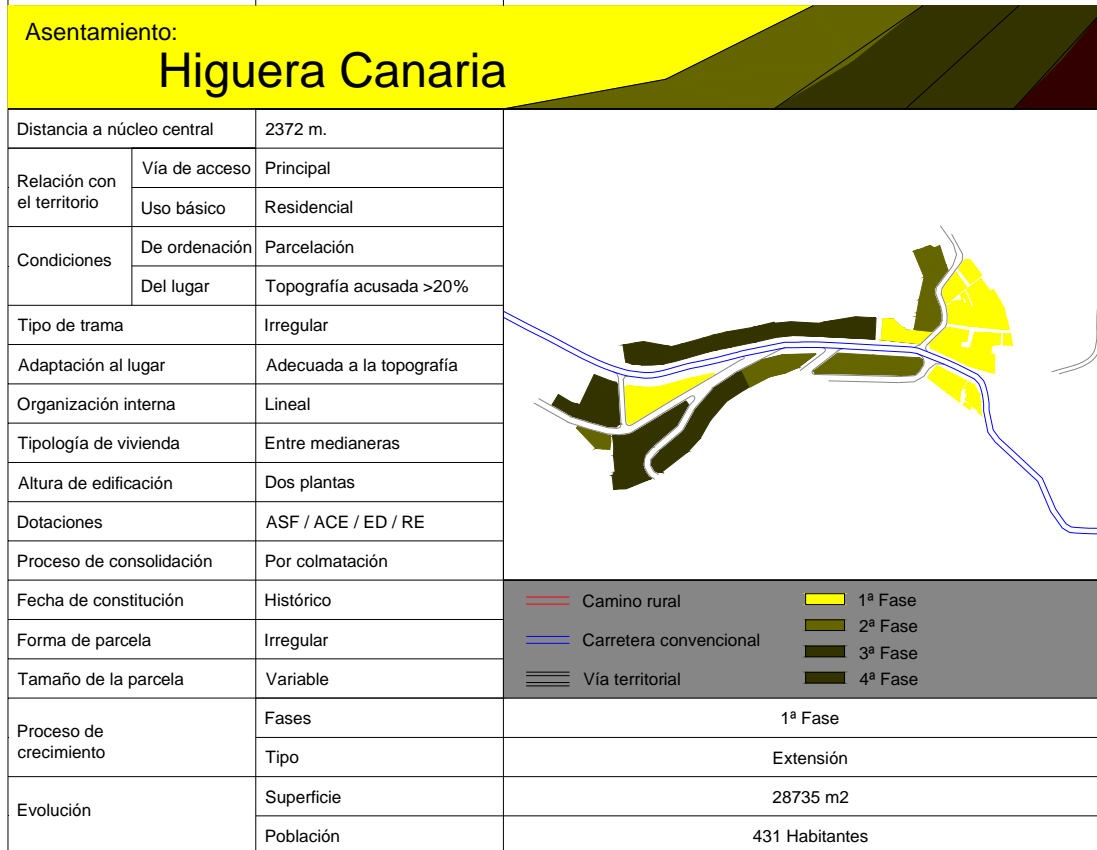 Asentamiento:
Higuera Canaria
Distancia a núcleo central 2372 m.
Relación con
el territorio
Vía de acceso Principal
Uso básico Residencial
Condiciones
De ordenación Parcelación
Del lugar Topografía acusada >20%
Tipo de trama Irregular
Adaptación al lugar Adecuada a la topografía
Organización interna Lineal
Tipología de vivienda Entre medianeras
Altura de edificación Dos plantas
Dotaciones ASF / ACE / ED / RE
Proceso de consolidación Por colmatación
Fecha de constitución Histórico
Forma de parcela Irregular
Tamaño de la parcela Variable
Camino rural
Carretera convencional
Vía territorial
1ª Fase
2ª Fase
3ª Fase
4ª Fase
Proceso de
crecimiento
Fases 1ª Fase
Tipo Extensión
Evolución
Superficie 28735 m2
Población 431 Habitantes